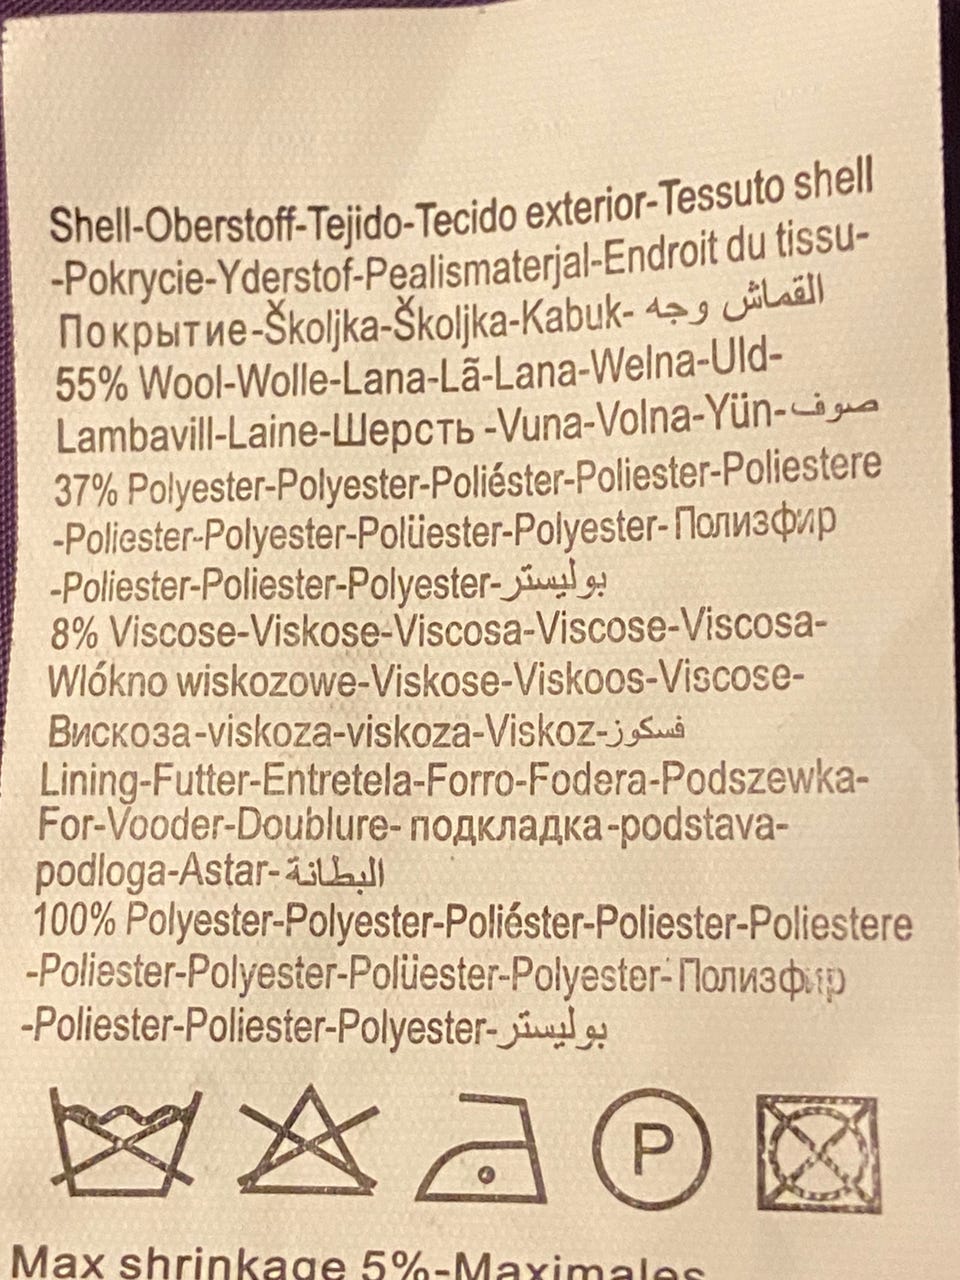 Shell-Oberstoff-Tejido-Tecido exterior-Tessuto shell
-Pokrycie-Yderstof-Pealismaterjal-Endroit du tissu-
Покрытие-Školjka-Školjka-Kabuk- القماش وجه
55% Wool-Wolle-Lana-Lã-Lana-Welna-Uld-
Lambavill-Laine-Шерсть -Vuna-Volna-Yün-صوف
37% Polyester-Polyester-Poliéster-Poliester-Poliestere
-Poliester-Polyester-Polüester-Polyester-Полизфир
-Poliester-Poliester-Polyester-بوليستر
8% Viscose-Viskose-Viscosa-Viscose-Viscosa-
Wlókno wiskozowe-Viskose-Viskoos-Viscose-
Вискоза-viskoza-viskoza-Viskoz-فسكوز
Lining-Futter-Entretela-Forro-Fodera-Podszewka-
For-Vooder-Doublure- подкладка-podstava-
podloga-Astar-البطانة
100% Polyester-Polyester-Poliéster-Poliester-Poliestere
-Poliester-Polyester-Polüester-Polyester-Полизфир
-Poliester-Poliester-Polyester-بوليستر
P
Max shrinkage 5%-Maximales